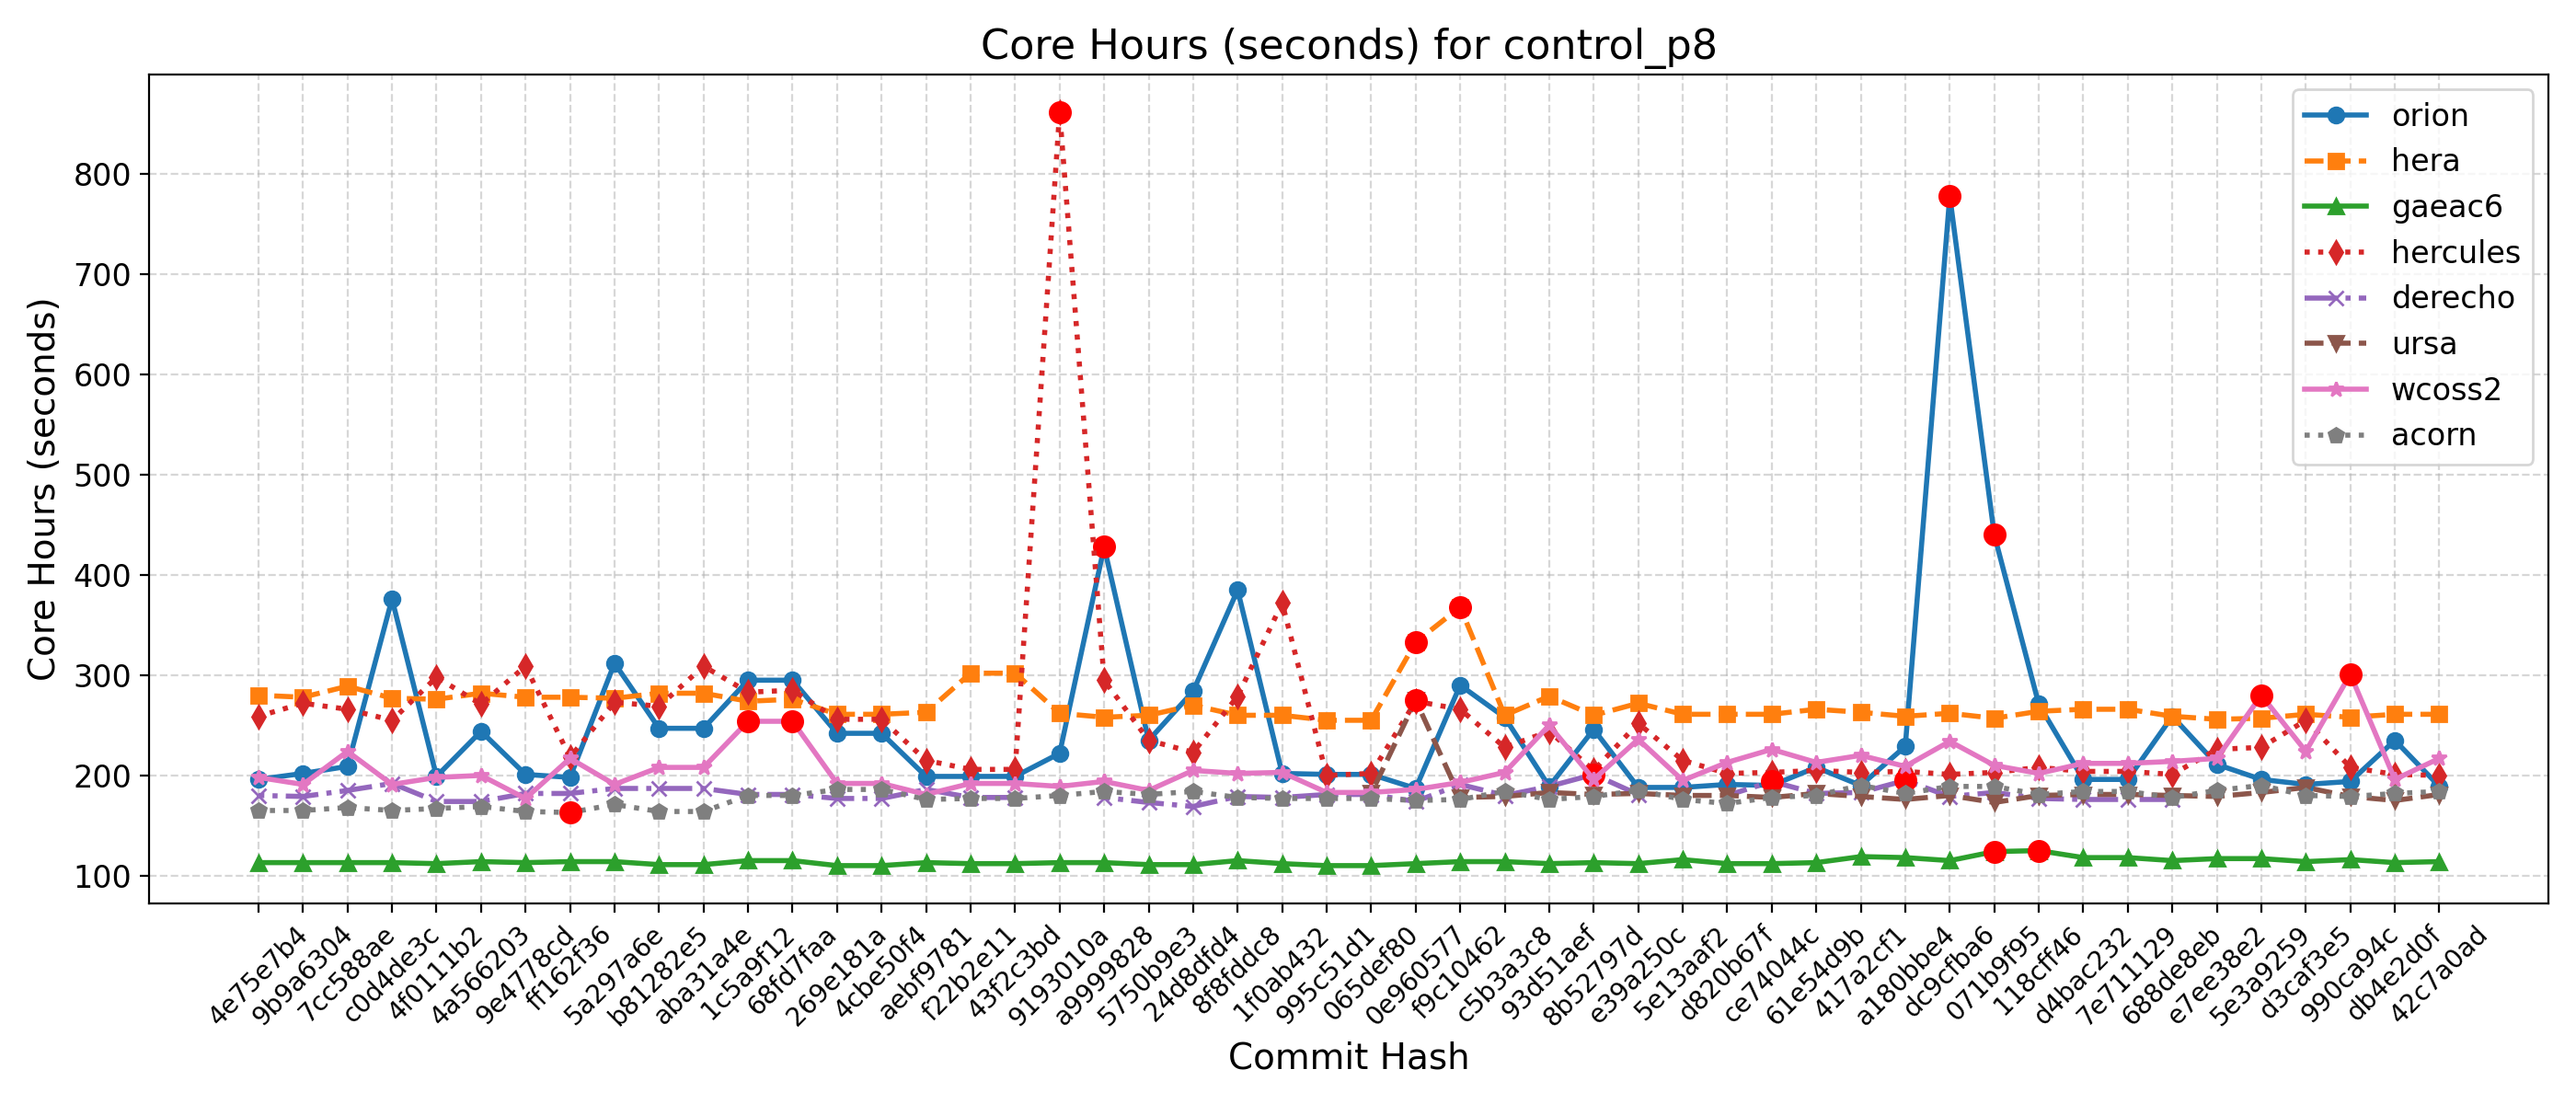 Core Hours (seconds) for control_p8
Core Hours (seconds)
800
700
600
500
400
300
200
100
orion
hera
gaeac6
hercules
derecho
ursa
wcoss2
acorn
4e75e7b4
9b9a6304
7cc588ae
c0d4de3c
4f0111b2
4a566203
9e4778cd
ff162f36
5a297a6e
b81282e5
aba31a4e
1c5a9f12
68fd7faa
269e181a
4cbe50f4
aebf9781
f22b2e11
43f2c3bd
9193010a
a9999828
5750b9e3
24d8dfd4
8f8fddc8
1f0ab432
995c51d1
065def80
0e960577
f9c10462
c5b3a3c8
93d51aef
8b52797d
e39a250c
5e13aaf2
d820b67f
ce74044c
61e54d9b
417a2cf1
a180bbe4
dc9cfba6
071b9f95
118cff46
d4bac232
7e711129
688de8eb
e7ee38e2
5e3a9259
d3caf3e5
990ca94c
db4e2d0f
42c7a0ad
Commit Hash